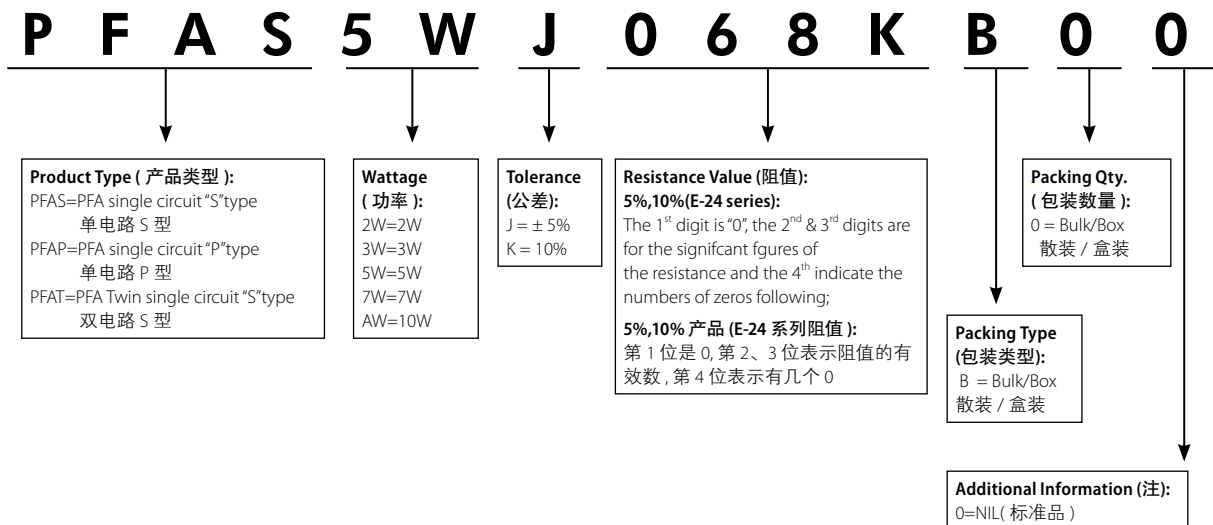 P F A S 5 W J 0 6 8 K B 0 0
Product Type ( 产品类型 ):
PFAS=PFA single circuit "S"type
单电路 S 型
PFAP=PFA single circuit "P"type
单电路 P 型
PFAT=PFA Twin single circuit "S"type
双电路 S 型
Wattage
( 功率 ):
2W=2W
3W=3W
5W=5W
7W=7W
AW=10W
Tolerance
(公差):
J = ± 5%
K = 10%
Resistance Value (阻值):
5%,10%(E-24 series):
The 1st digit is "0", the 2nd & 3rd digits are
for the signifcant fgures of
the resistance and the 4th indicate the
numbers of zeros following;
5%,10% 产品 (E-24 系列阻值 ):
第 1 位是 0, 第 2、3 位表示阻值的有
效数 , 第 4 位表示有几个 0
Packing Type
(包装类型):
B = Bulk/Box
散装 / 盒装
Packing Qty.
( 包装数量 ):
0 = Bulk/Box
散装 / 盒装
Additional Information (注):
0=NIL( 标准品 )